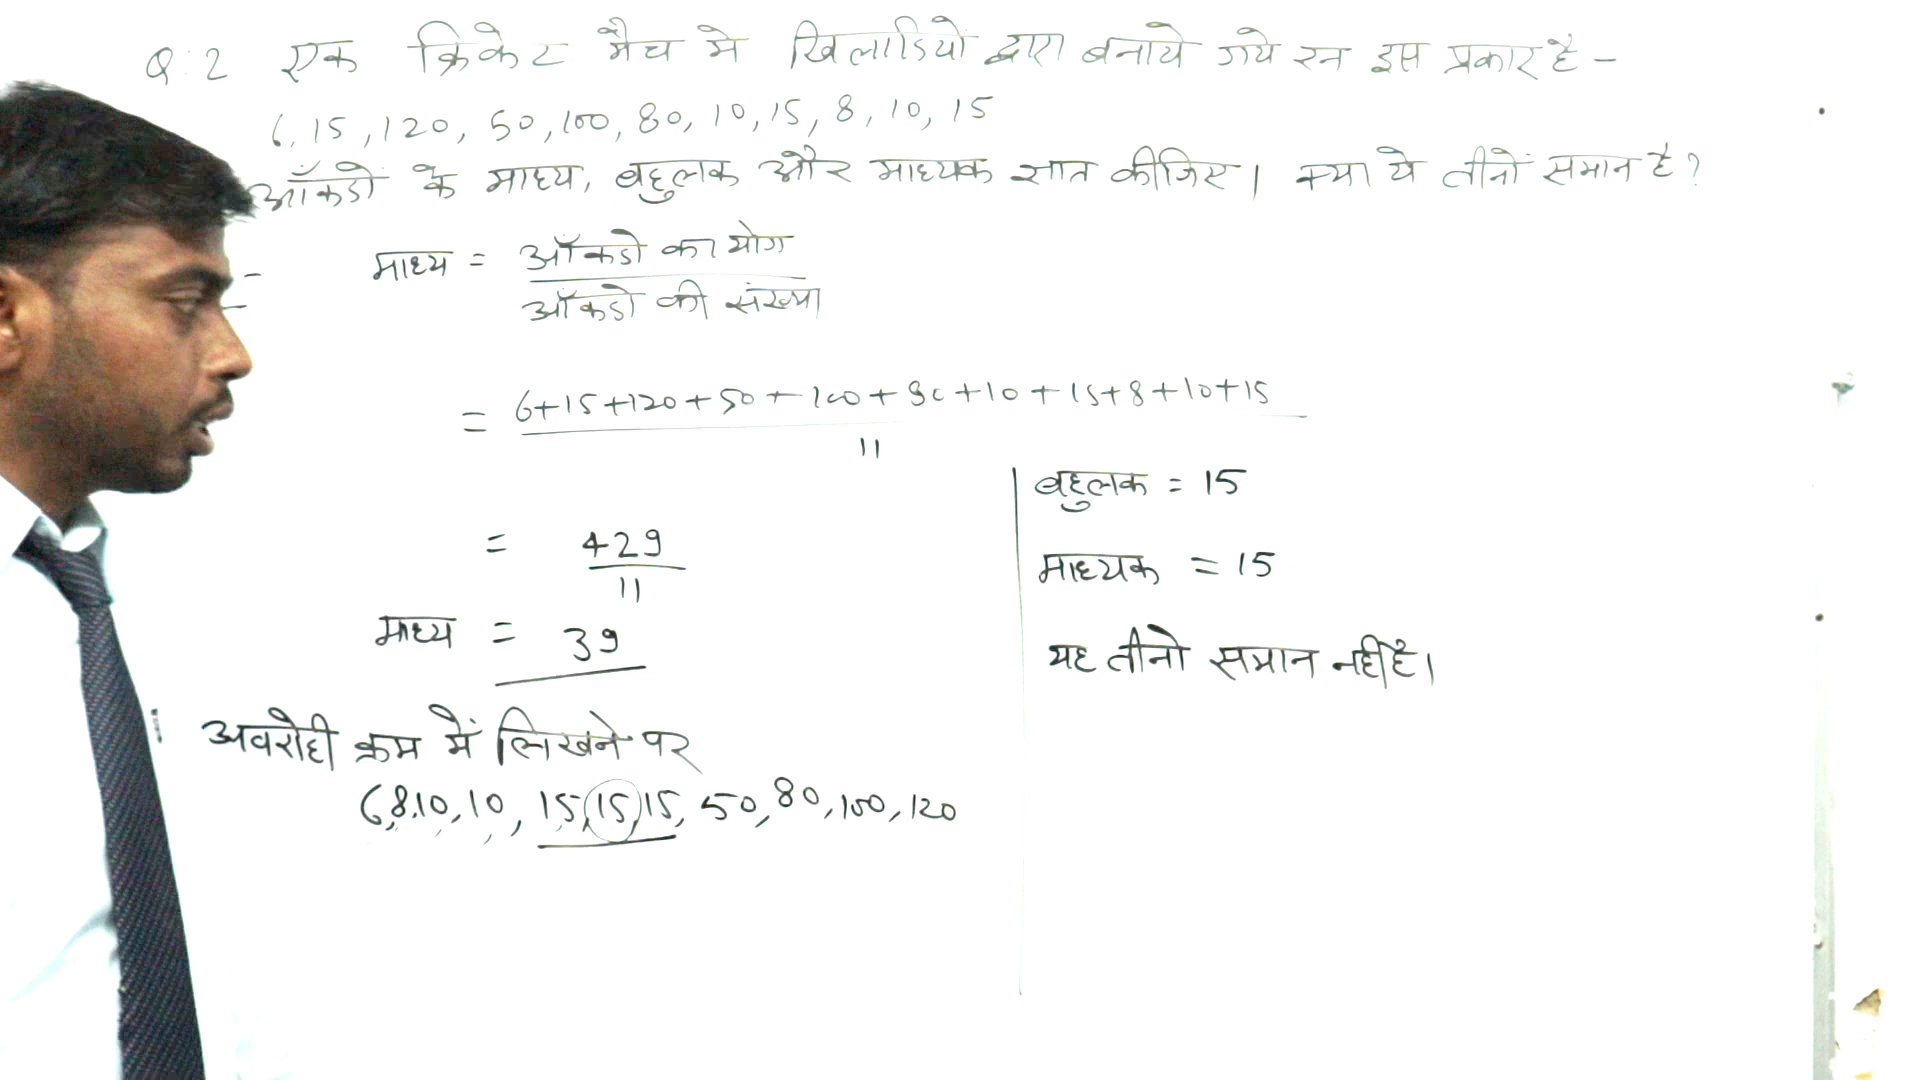 Q.2 एक क्रिकेट मैच मे खिलाडियो द्वारा बनाये गये रन इस प्रकार है -
6, 15, 120, 50, 100, 80, 10, 15, 8, 10, 15
आँकडो के माध्य, बहुलक और माध्यक ज्ञात कीजिए। क्या ये तीनों समान है?
माध्य = आँकडो का योग
आँकडो की संख्या
= 6+15+120+50+100+80+10+15+8+10+15
11
= 429
11
माध्य = 39
अवरोही क्रम में लिखने पर
6,8,10,10, 15,15,15, 50,80,100,120
बहुलक = 15
माध्यक = 15
यह तीनो समान नहीं है।